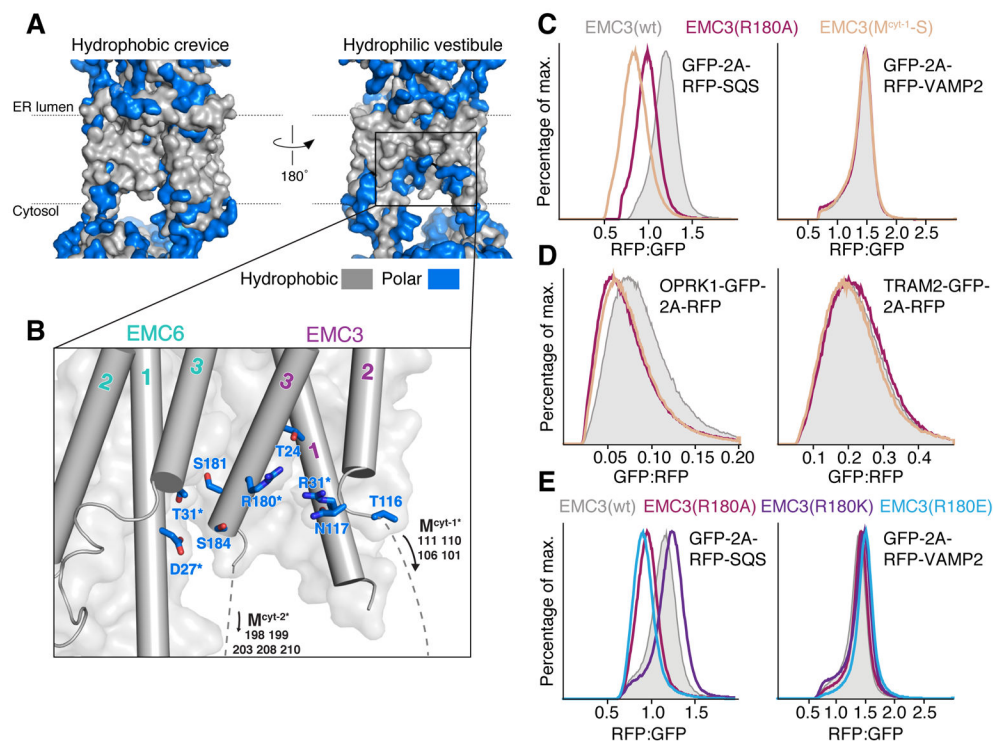 A
Hydrophobic crevice
Hydrophilic vestibule
ER lumen
180°
Cytosol
Hydrophobic
Polar
B
EMC6
EMC3
2
1
3
3
1
2
S181
T24
R31*
R180*
T116
T31*
S184
N117
D27*
Mcyt-1*
111 110
106 101
Mcyt-2*
198 199
203 208 210
C
EMC3(wt) EMC3(R180A) EMC3(Mcyt-1-S)
Percentage of max.
GFP-2A-
RFP-SQS
0.5 1.0 1.5
RFP:GFP
GFP-2A-
RFP-VAMP2
0.5 1.0 1.5 2.0 2.5
RFP:GFP
D
Percentage of max.
OPRK1-GFP-
2A-RFP
0 0.05 0.10 0.15 0.20
GFP:RFP
TRAM2-GFP-
2A-RFP
0.1 0.2 0.3 0.4
GFP:RFP
E
EMC3(wt) EMC3(R180A) EMC3(R180K) EMC3(R180E)
Percentage of max.
GFP-2A-
RFP-SQS
0.5 1.0 1.5
RFP:GFP
GFP-2A-
RFP-VAMP2
0.5 1.0 1.5 2.0 2.5
RFP:GFP